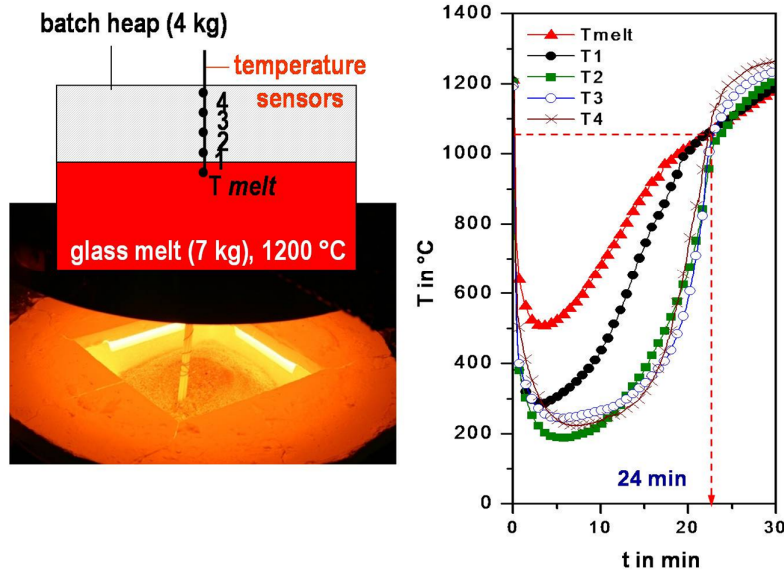 batch heap (4 kg)
temperature
sensors
4
3
2
1
T melt
glass melt (7 kg), 1200 °C
1400
1200
1000
800
600
400
200
0
T in °C
Tmelt
T1
T2
T3
T4
24 min
0
10
20
30
t in min